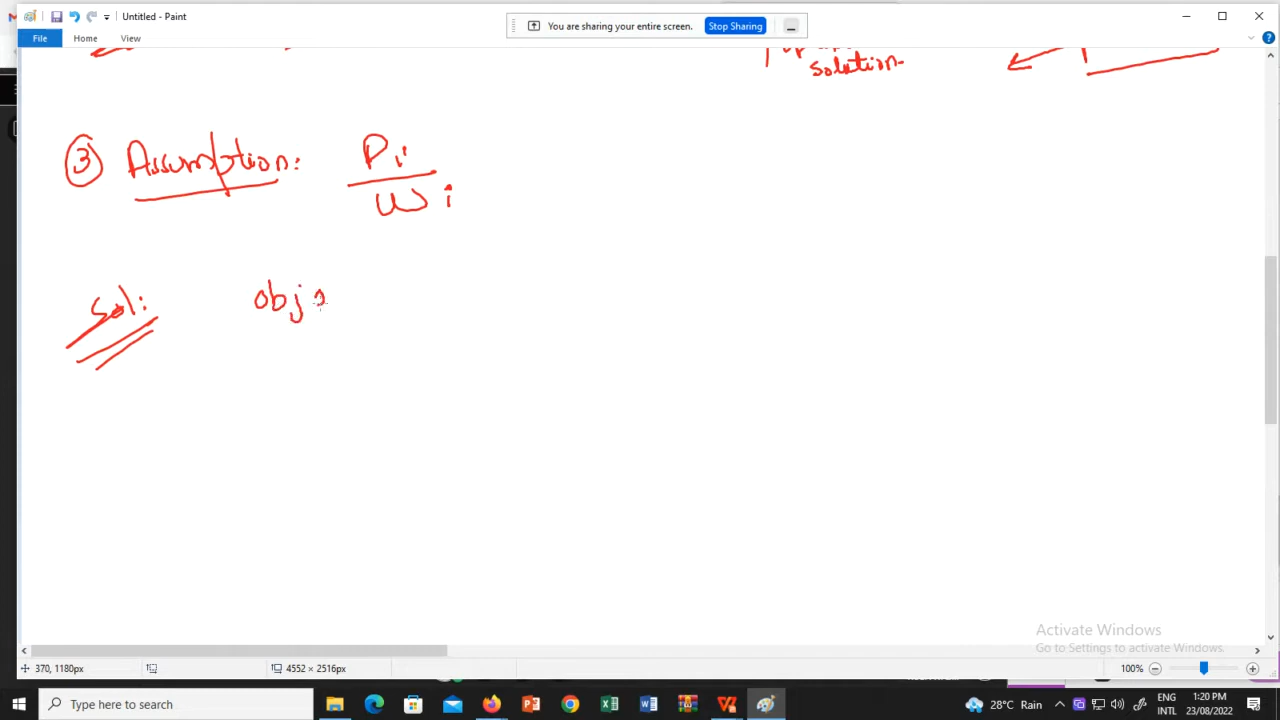 Untitled - Paint
You are sharing your entire screen. Stop Sharing
File Home View
solution.
③ Assumption: Pi
Wi
Sol: obje
Activate Windows
Go to Settings to activate Windows.
370, 1180px 4552 × 2516px 100%
Type here to search
28°C Rain ENG 1:20 PM
INTL 23/08/2022